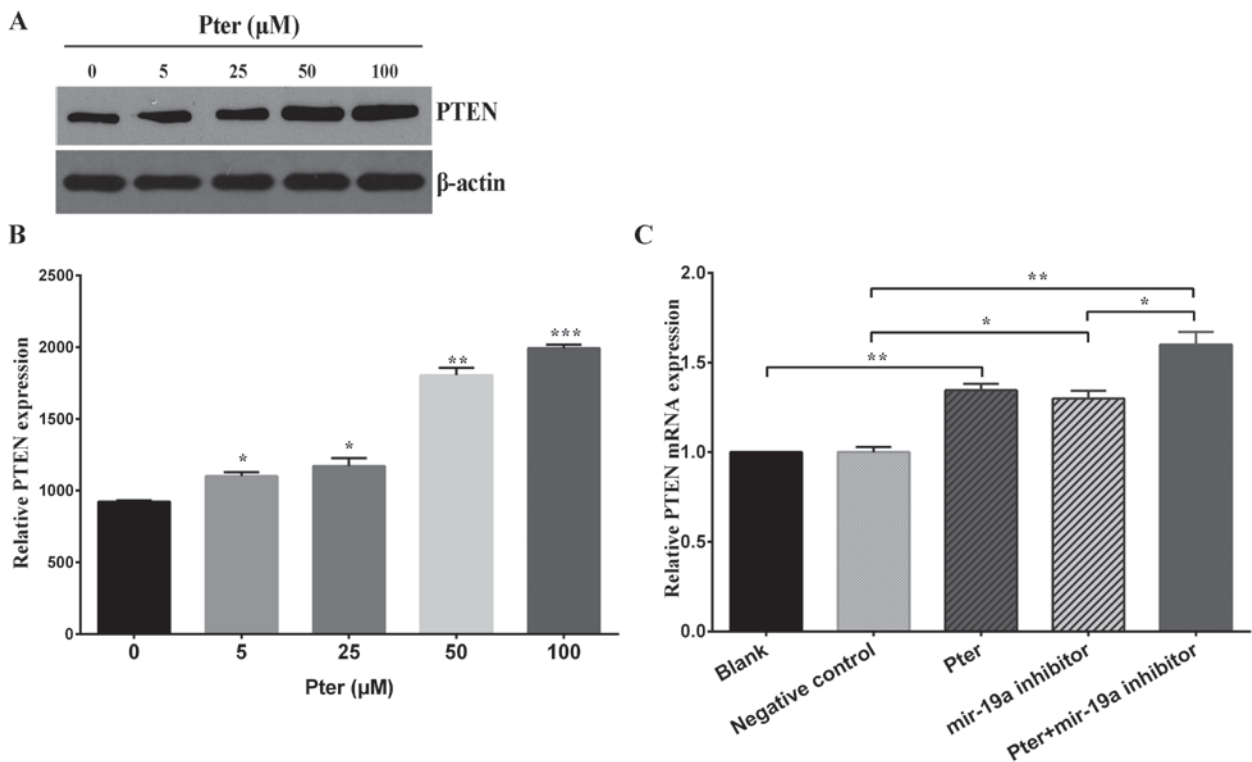 A
Pter (μM)
0 5 25 50 100
PTEN
β-actin
B
Relative PTEN expression
2500
2000
1500
1000
500
0
*
*
**
***
0 5 25 50 100
Pter (μM)
C
Relative PTEN mRNA expression
2.0
1.5
1.0
0.5
0.0
**
*
*
**
Blank
Negative control
Pter
mir-19a inhibitor
Pter+mir-19a inhibitor